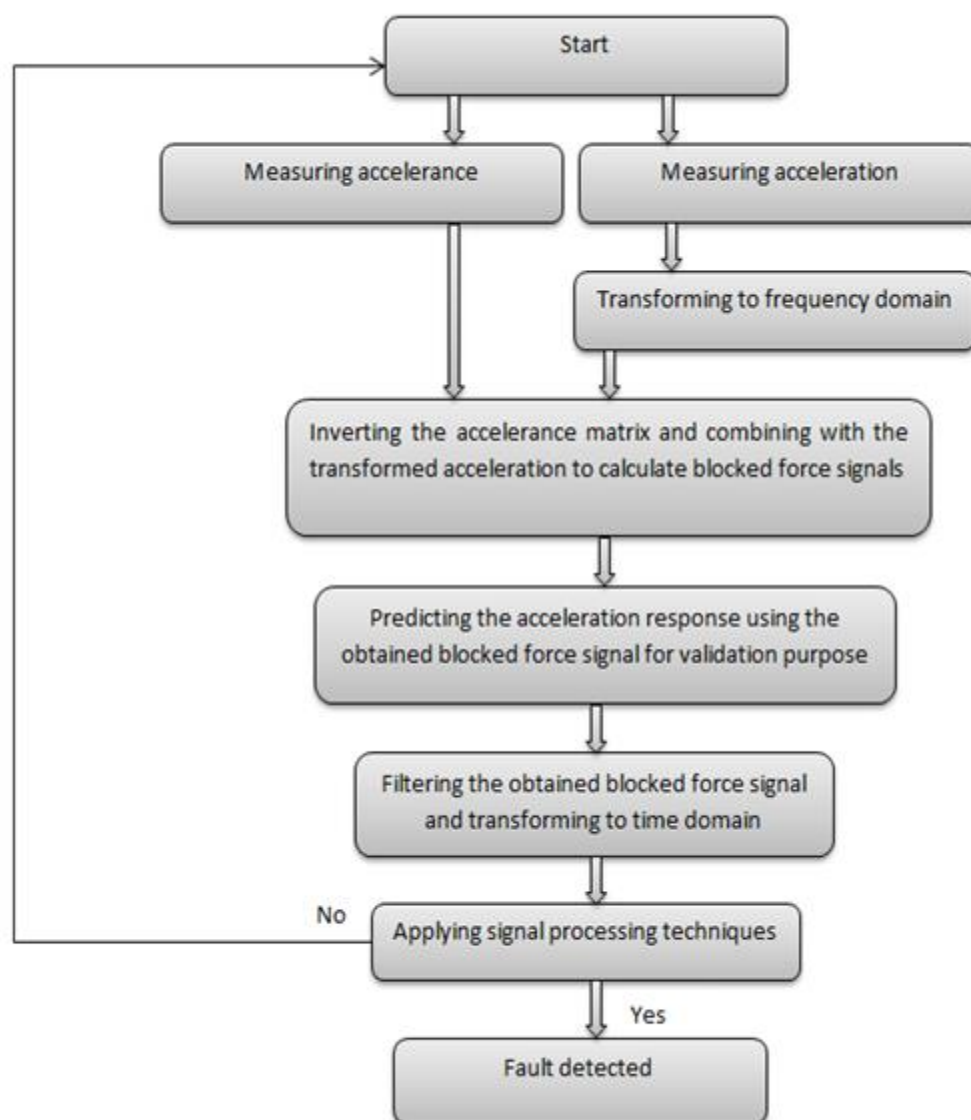 Start
Measuring accelerance
Measuring acceleration
Transforming to frequency domain
Inverting the accelerance matrix and combining with the
transformed acceleration to calculate blocked force signals
Predicting the acceleration response using the
obtained blocked force signal for validation purpose
Filtering the obtained blocked force signal
and transforming to time domain
No
Applying signal processing techniques
Yes
Fault detected